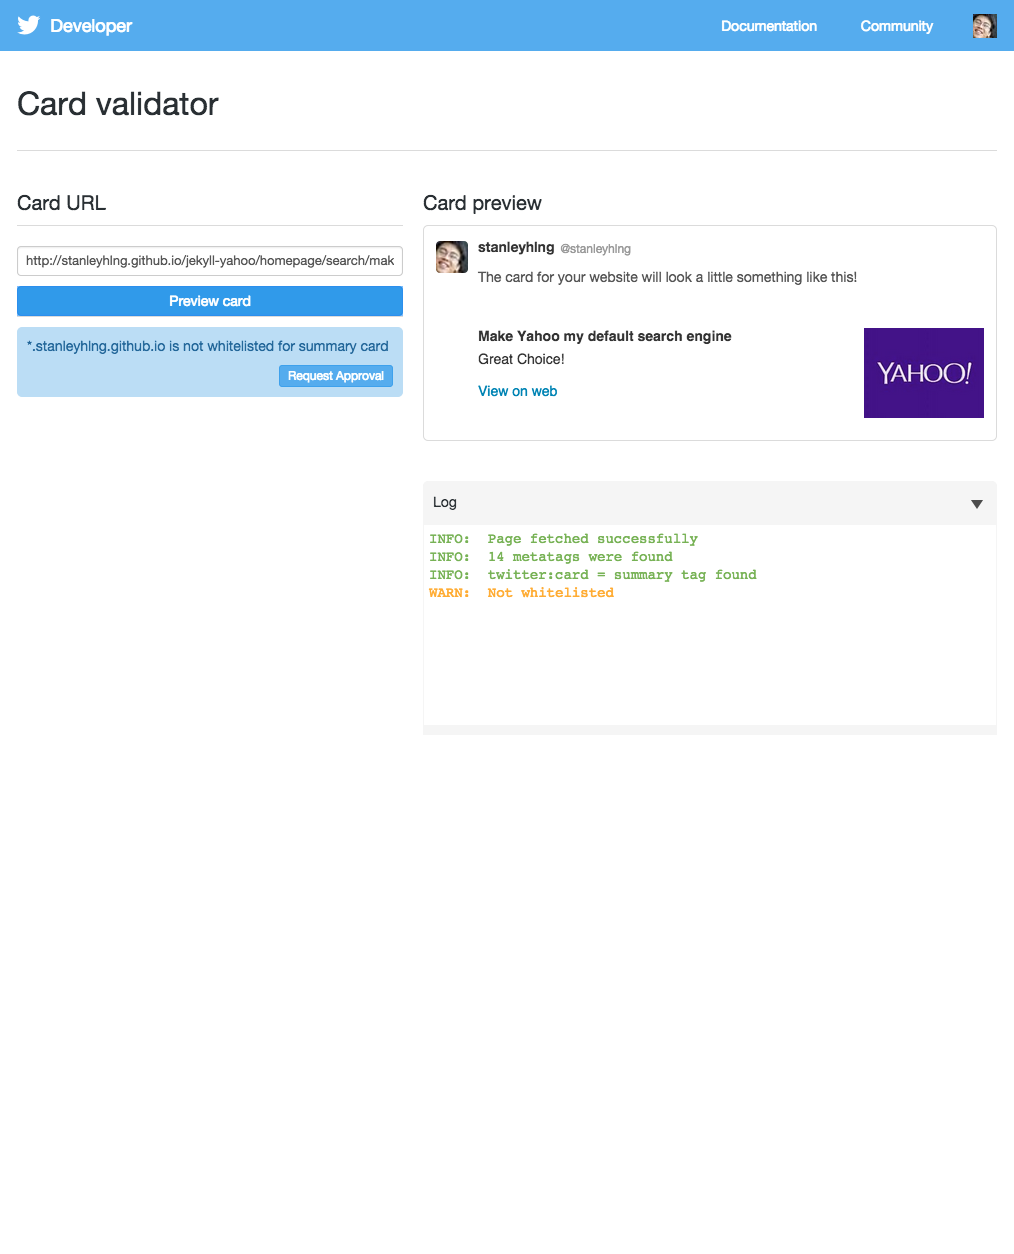 Developer
Documentation
Community
Card validator
Card URL
http://stanleyhlng.github.io/jekyll-yahoo/homepage/search/mak
Preview card
*.stanleyhlng.github.io is not whitelisted for summary card
Request Approval
Card preview
stanleyhlng @stanleyhlng
The card for your website will look a little something like this!
Make Yahoo my default search engine
Great Choice!
View on web
YAHOO!
Log
INFO: Page fetched successfully
INFO: 14 metatags were found
INFO: twitter:card = summary tag found
WARN: Not whitelisted